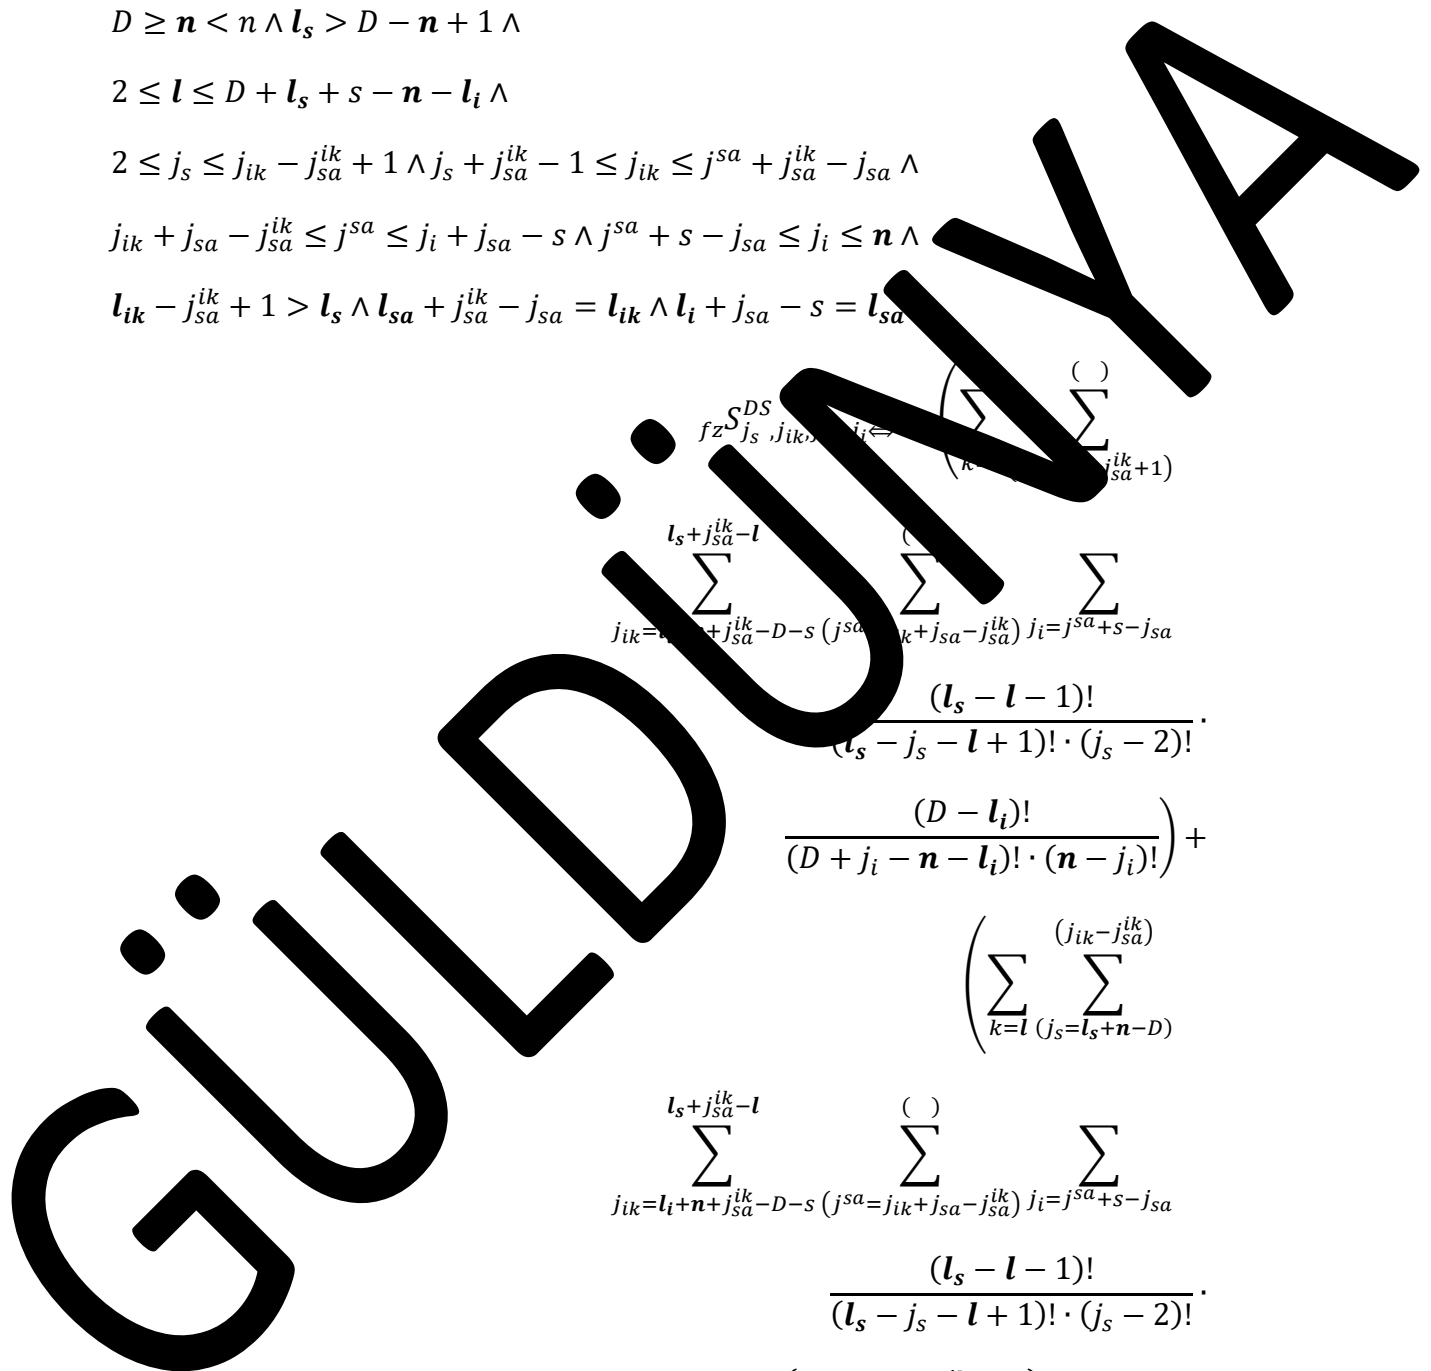 D ≥ n < n ∧ l_s > D − n + 1 ∧
2 ≤ l ≤ D + l_s + s − n − l_i ∧
2 ≤ j_s ≤ j_{ik} − j_{sa}^{ik} + 1 ∧ j_s + j_{sa}^{ik} − 1 ≤ j_{ik} ≤ j^{sa} + j_{sa}^{ik} − j_{sa} ∧
j_{ik} + j_{sa} − j_{sa}^{ik} ≤ j^{sa} ≤ j_i + j_{sa} − s ∧ j^{sa} + s − j_{sa} ≤ j_i ≤ n ∧
l_{ik} − j_{sa}^{ik} + 1 > l_s ∧ l_{sa} + j_{sa}^{ik} − j_{sa} = l_{ik} ∧ l_i + j_{sa} − s = l_{sa}
( )
_{fz}S^{DS}_{j_s,j_{ik}, j_i} ⇔ ( ∑ ∑
j_{sa}^{ik}+1)
l_s+j_{sa}^{ik}−l
∑ ∑ ∑
+j_{sa}^{ik}−D−s +j_{sa}−j_{sa}^{ik}) j_i=j^{sa}+s−j_{sa}
(l_s − l − 1)!
(l_s − j_s − l + 1)! · (j_s − 2)! ·
(D − l_i)!
(D + j_i − n − l_i)! · (n − j_i)! ) +
(j_{ik}−j_{sa}^{ik})
( ∑ ∑
k=l (j_s=l_s+n−D)
l_s+j_{sa}^{ik}−l ( )
∑ ∑ ∑
j_{ik}=l_i+n+j_{sa}^{ik}−D−s (j^{sa}=j_{ik}+j_{sa}−j_{sa}^{ik}) j_i=j^{sa}+s−j_{sa}
(l_s − l − 1)!
(l_s − j_s − l + 1)! · (j_s − 2)! ·
GÜLDÜNYA